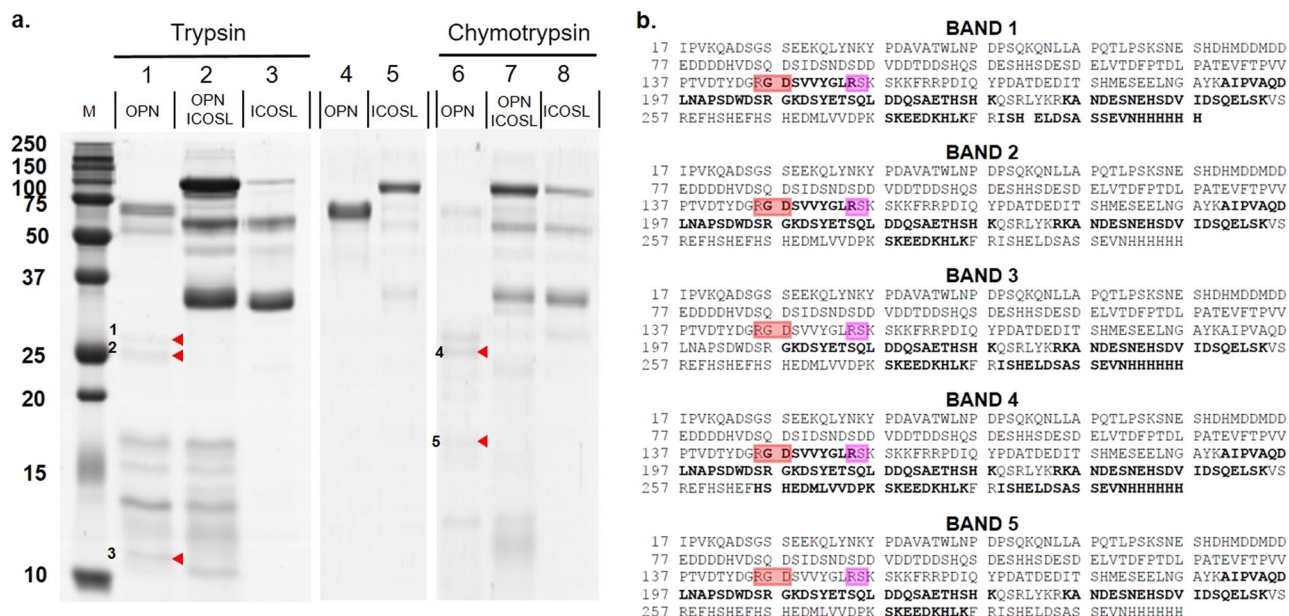 a.
Trypsin
Chymotrypsin
1 2 3 4 5 6 7 8
M OPN OPN ICOSL ICOSL OPN ICOSL OPN OPN ICOSL ICOSL
250
150
100
75
50
37
25
20
15
10
1
2
3
4
5
b.
BAND 1
17 IPVKQADSGS SEEKQLYNKY PDAVATWLNP DPSQKQNLLA PQTLPSKSNE SHDHMDDMDD
77 EDDDDHVDSQ DSIDSNDSDD VDDTDDSHQS DESHHSDESD ELVTDFPTDL PATEVFTPVV
137 PTVDTYDGRG DSVVYGLRSK SKKFRRPDIQ YPDATDEDIT SHMESEELNG AYKAIPVAQD
197 LNAPSDWDSR GKDSYETSQL DDQSAETHSH KQSRLYKRKA NDESNEHSDV IDSQELSKVS
257 REFHSHEFHS HEDMLVVDPK SKEEDKHLKF RISHELDSAS SEVNHHHHHH
BAND 2
17 IPVKQADSGS SEEKQLYNKY PDAVATWLNP DPSQKQNLLA PQTLPSKSNE SHDHMDDMDD
77 EDDDDHVDSQ DSIDSNDSDD VDDTDDSHQS DESHHSDESD ELVTDFPTDL PATEVFTPVV
137 PTVDTYDGRG DSVVYGLRSK SKKFRRPDIQ YPDATDEDIT SHMESEELNG AYKAIPVAQD
197 LNAPSDWDSR GKDSYETSQL DDQSAETHSH KQSRLYKRKA NDESNEHSDV IDSQELSKVS
257 REFHSHEFHS HEDMLVVDPK SKEEDKHLKF RISHELDSAS SEVNHHHHHH
BAND 3
17 IPVKQADSGS SEEKQLYNKY PDAVATWLNP DPSQKQNLLA PQTLPSKSNE SHDHMDDMDD
77 EDDDDHVDSQ DSIDSNDSDD VDDTDDSHQS DESHHSDESD ELVTDFPTDL PATEVFTPVV
137 PTVDTYDGRG DSVVYGLRSK SKKFRRPDIQ YPDATDEDIT SHMESEELNG AYKAIPVAQD
197 LNAPSDWDSR GKDSYETSQL DDQSAETHSH KQSRLYKRKA NDESNEHSDV IDSQELSKVS
257 REFHSHEFHS HEDMLVVDPK SKEEDKHLKF RISHELDSAS SEVNHHHHHH
BAND 4
17 IPVKQADSGS SEEKQLYNKY PDAVATWLNP DPSQKQNLLA PQTLPSKSNE SHDHMDDMDD
77 EDDDDHVDSQ DSIDSNDSDD VDDTDDSHQS DESHHSDESD ELVTDFPTDL PATEVFTPVV
137 PTVDTYDGRG DSVVYGLRSK SKKFRRPDIQ YPDATDEDIT SHMESEELNG AYKAIPVAQD
197 LNAPSDWDSR GKDSYETSQL DDQSAETHSH KQSRLYKRKA NDESNEHSDV IDSQELSKVS
257 REFHSHEFHS HEDMLVVDPK SKEEDKHLKF RISHELDSAS SEVNHHHHHH
BAND 5
17 IPVKQADSGS SEEKQLYNKY PDAVATWLNP DPSQKQNLLA PQTLPSKSNE SHDHMDDMDD
77 EDDDDHVDSQ DSIDSNDSDD VDDTDDSHQS DESHHSDESD ELVTDFPTDL PATEVFTPVV
137 PTVDTYDGRG DSVVYGLRSK SKKFRRPDIQ YPDATDEDIT SHMESEELNG AYKAIPVAQD
197 LNAPSDWDSR GKDSYETSQL DDQSAETHSH KQSRLYKRKA NDESNEHSDV IDSQELSKVS
257 REFHSHEFHS HEDMLVVDPK SKEEDKHLKF RISHELDSAS SEVNHHHHHH